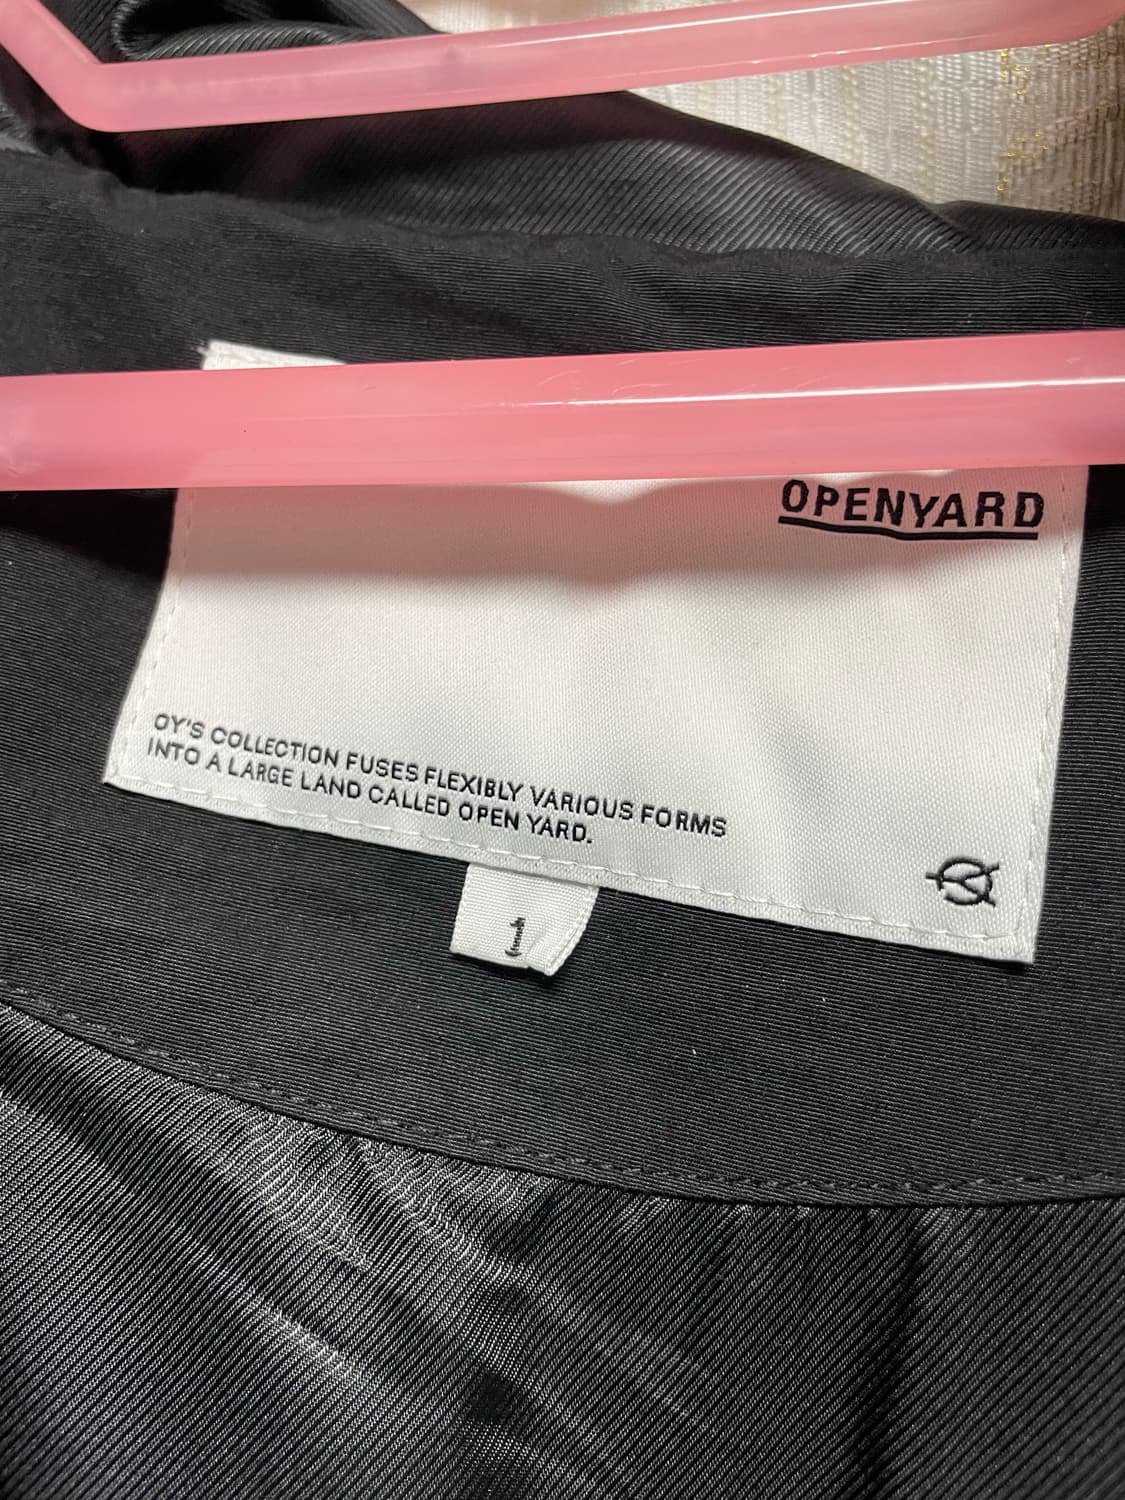 OPENYARD
OY'S COLLECTION FUSES FLEXIBLY VARIOUS FORMS
INTO A LARGE LAND CALLED OPEN YARD.
1